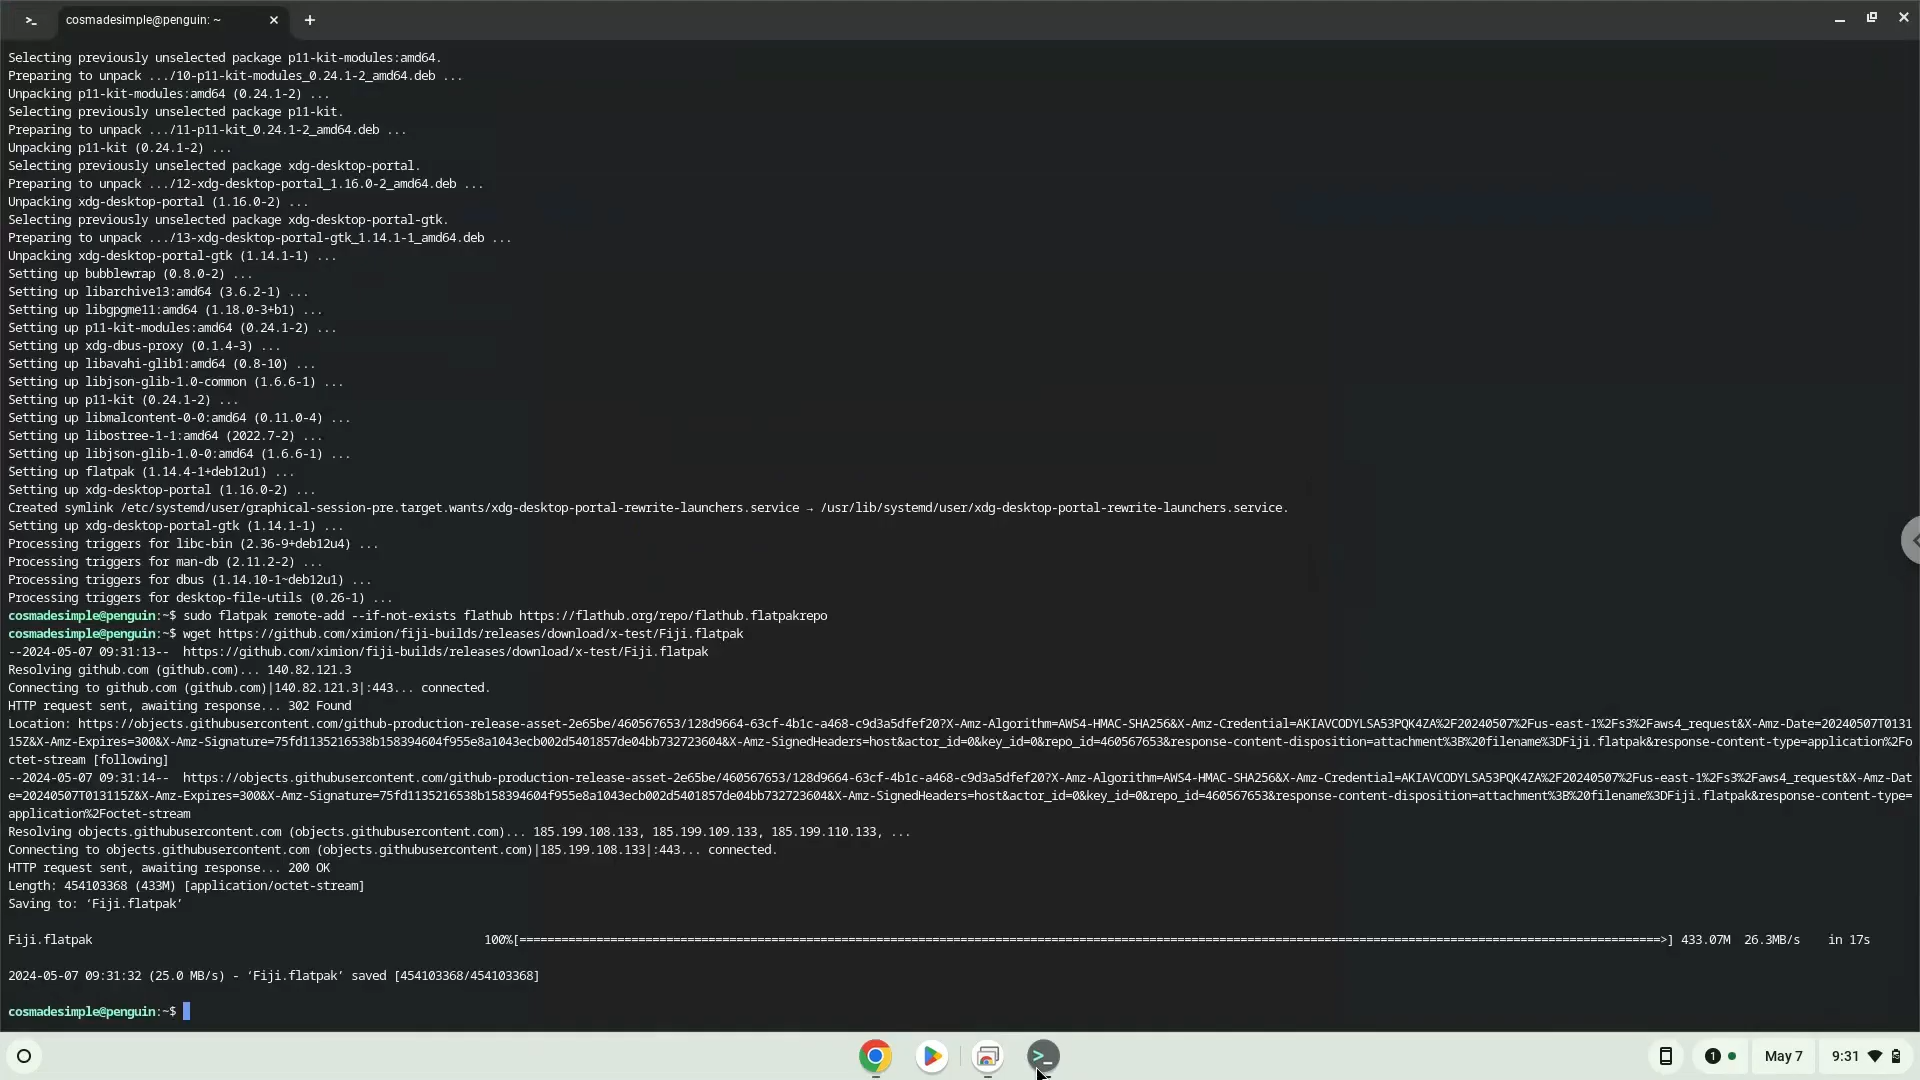 cosmadesimple@penguin: ~
Selecting previously unselected package p11-kit-modules:amd64.
Preparing to unpack .../10-p11-kit-modules_0.24.1-2_amd64.deb ...
Unpacking p11-kit-modules:amd64 (0.24.1-2) ...
Selecting previously unselected package p11-kit.
Preparing to unpack .../11-p11-kit_0.24.1-2_amd64.deb ...
Unpacking p11-kit (0.24.1-2) ...
Selecting previously unselected package xdg-desktop-portal.
Preparing to unpack .../12-xdg-desktop-portal_1.16.0-2_amd64.deb ...
Unpacking xdg-desktop-portal (1.16.0-2) ...
Selecting previously unselected package xdg-desktop-portal-gtk.
Preparing to unpack .../13-xdg-desktop-portal-gtk_1.14.1-1_amd64.deb ...
Unpacking xdg-desktop-portal-gtk (1.14.1-1) ...
Setting up bubblewrap (0.8.0-2) ...
Setting up libarchive13:amd64 (3.6.2-1) ...
Setting up libgpgme11:amd64 (1.18.0-3+b1) ...
Setting up p11-kit-modules:amd64 (0.24.1-2) ...
Setting up xdg-dbus-proxy (0.1.4-3) ...
Setting up libavahi-glib1:amd64 (0.8-10) ...
Setting up libjson-glib-1.0-common (1.6.6-1) ...
Setting up p11-kit (0.24.1-2) ...
Setting up libmalcontent-0-0:amd64 (0.11.0-4) ...
Setting up libostree-1-1:amd64 (2022.7-2) ...
Setting up libjson-glib-1.0-0:amd64 (1.6.6-1) ...
Setting up flatpak (1.14.4-1+deb12u1) ...
Setting up xdg-desktop-portal (1.16.0-2) ...
Created symlink /etc/systemd/user/graphical-session-pre.target.wants/xdg-desktop-portal-rewrite-launchers.service → /usr/lib/systemd/user/xdg-desktop-portal-rewrite-launchers.service.
Setting up xdg-desktop-portal-gtk (1.14.1-1) ...
Processing triggers for libc-bin (2.36-9+deb12u4) ...
Processing triggers for man-db (2.11.2-2) ...
Processing triggers for dbus (1.14.10-1~deb12u1) ...
Processing triggers for desktop-file-utils (0.26-1) ...
cosmadesimple@penguin:~$ sudo flatpak remote-add --if-not-exists flathub https://flathub.org/repo/flathub.flatpakrepo
cosmadesimple@penguin:~$ wget https://github.com/ximion/fiji-builds/releases/download/x-test/Fiji.flatpak
--2024-05-07 09:31:13--  https://github.com/ximion/fiji-builds/releases/download/x-test/Fiji.flatpak
Resolving github.com (github.com)... 140.82.121.3
Connecting to github.com (github.com)|140.82.121.3|:443... connected.
HTTP request sent, awaiting response... 302 Found
Location: https://objects.githubusercontent.com/github-production-release-asset-2e65be/460567653/128d9664-63cf-4b1c-a468-c9d3a5dfef20?X-Amz-Algorithm=AWS4-HMAC-SHA256&X-Amz-Credential=AKIAVCODYLSA53PQK4ZA%2F20240507%2Fus-east-1%2Fs3%2Faws4_request&X-Amz-Date=20240507T0131
15Z&X-Amz-Expires=300&X-Amz-Signature=75fd1135216538b158394604f955e8a1043ecb002d5401857de04bb732723604&X-Amz-SignedHeaders=host&actor_id=0&key_id=0&repo_id=460567653&response-content-disposition=attachment%3B%20filename%3DFiji.flatpak&response-content-type=application%2Fo
ctet-stream [following]
--2024-05-07 09:31:14--  https://objects.githubusercontent.com/github-production-release-asset-2e65be/460567653/128d9664-63cf-4b1c-a468-c9d3a5dfef20?X-Amz-Algorithm=AWS4-HMAC-SHA256&X-Amz-Credential=AKIAVCODYLSA53PQK4ZA%2F20240507%2Fus-east-1%2Fs3%2Faws4_request&X-Amz-Dat
e=20240507T013115Z&X-Amz-Expires=300&X-Amz-Signature=75fd1135216538b158394604f955e8a1043ecb002d5401857de04bb732723604&X-Amz-SignedHeaders=host&actor_id=0&key_id=0&repo_id=460567653&response-content-disposition=attachment%3B%20filename%3DFiji.flatpak&response-content-type=
application%2Foctet-stream
Resolving objects.githubusercontent.com (objects.githubusercontent.com)... 185.199.108.133, 185.199.109.133, 185.199.110.133, ...
Connecting to objects.githubusercontent.com (objects.githubusercontent.com)|185.199.108.133|:443... connected.
HTTP request sent, awaiting response... 200 OK
Length: 454103368 (433M) [application/octet-stream]
Saving to: ‘Fiji.flatpak’
Fiji.flatpak 100%[===================>] 433.07M  26.3MB/s    in 17s
2024-05-07 09:31:32 (25.0 MB/s) - ‘Fiji.flatpak’ saved [454103368/454103368]
cosmadesimple@penguin:~$
1 May 7 9:31